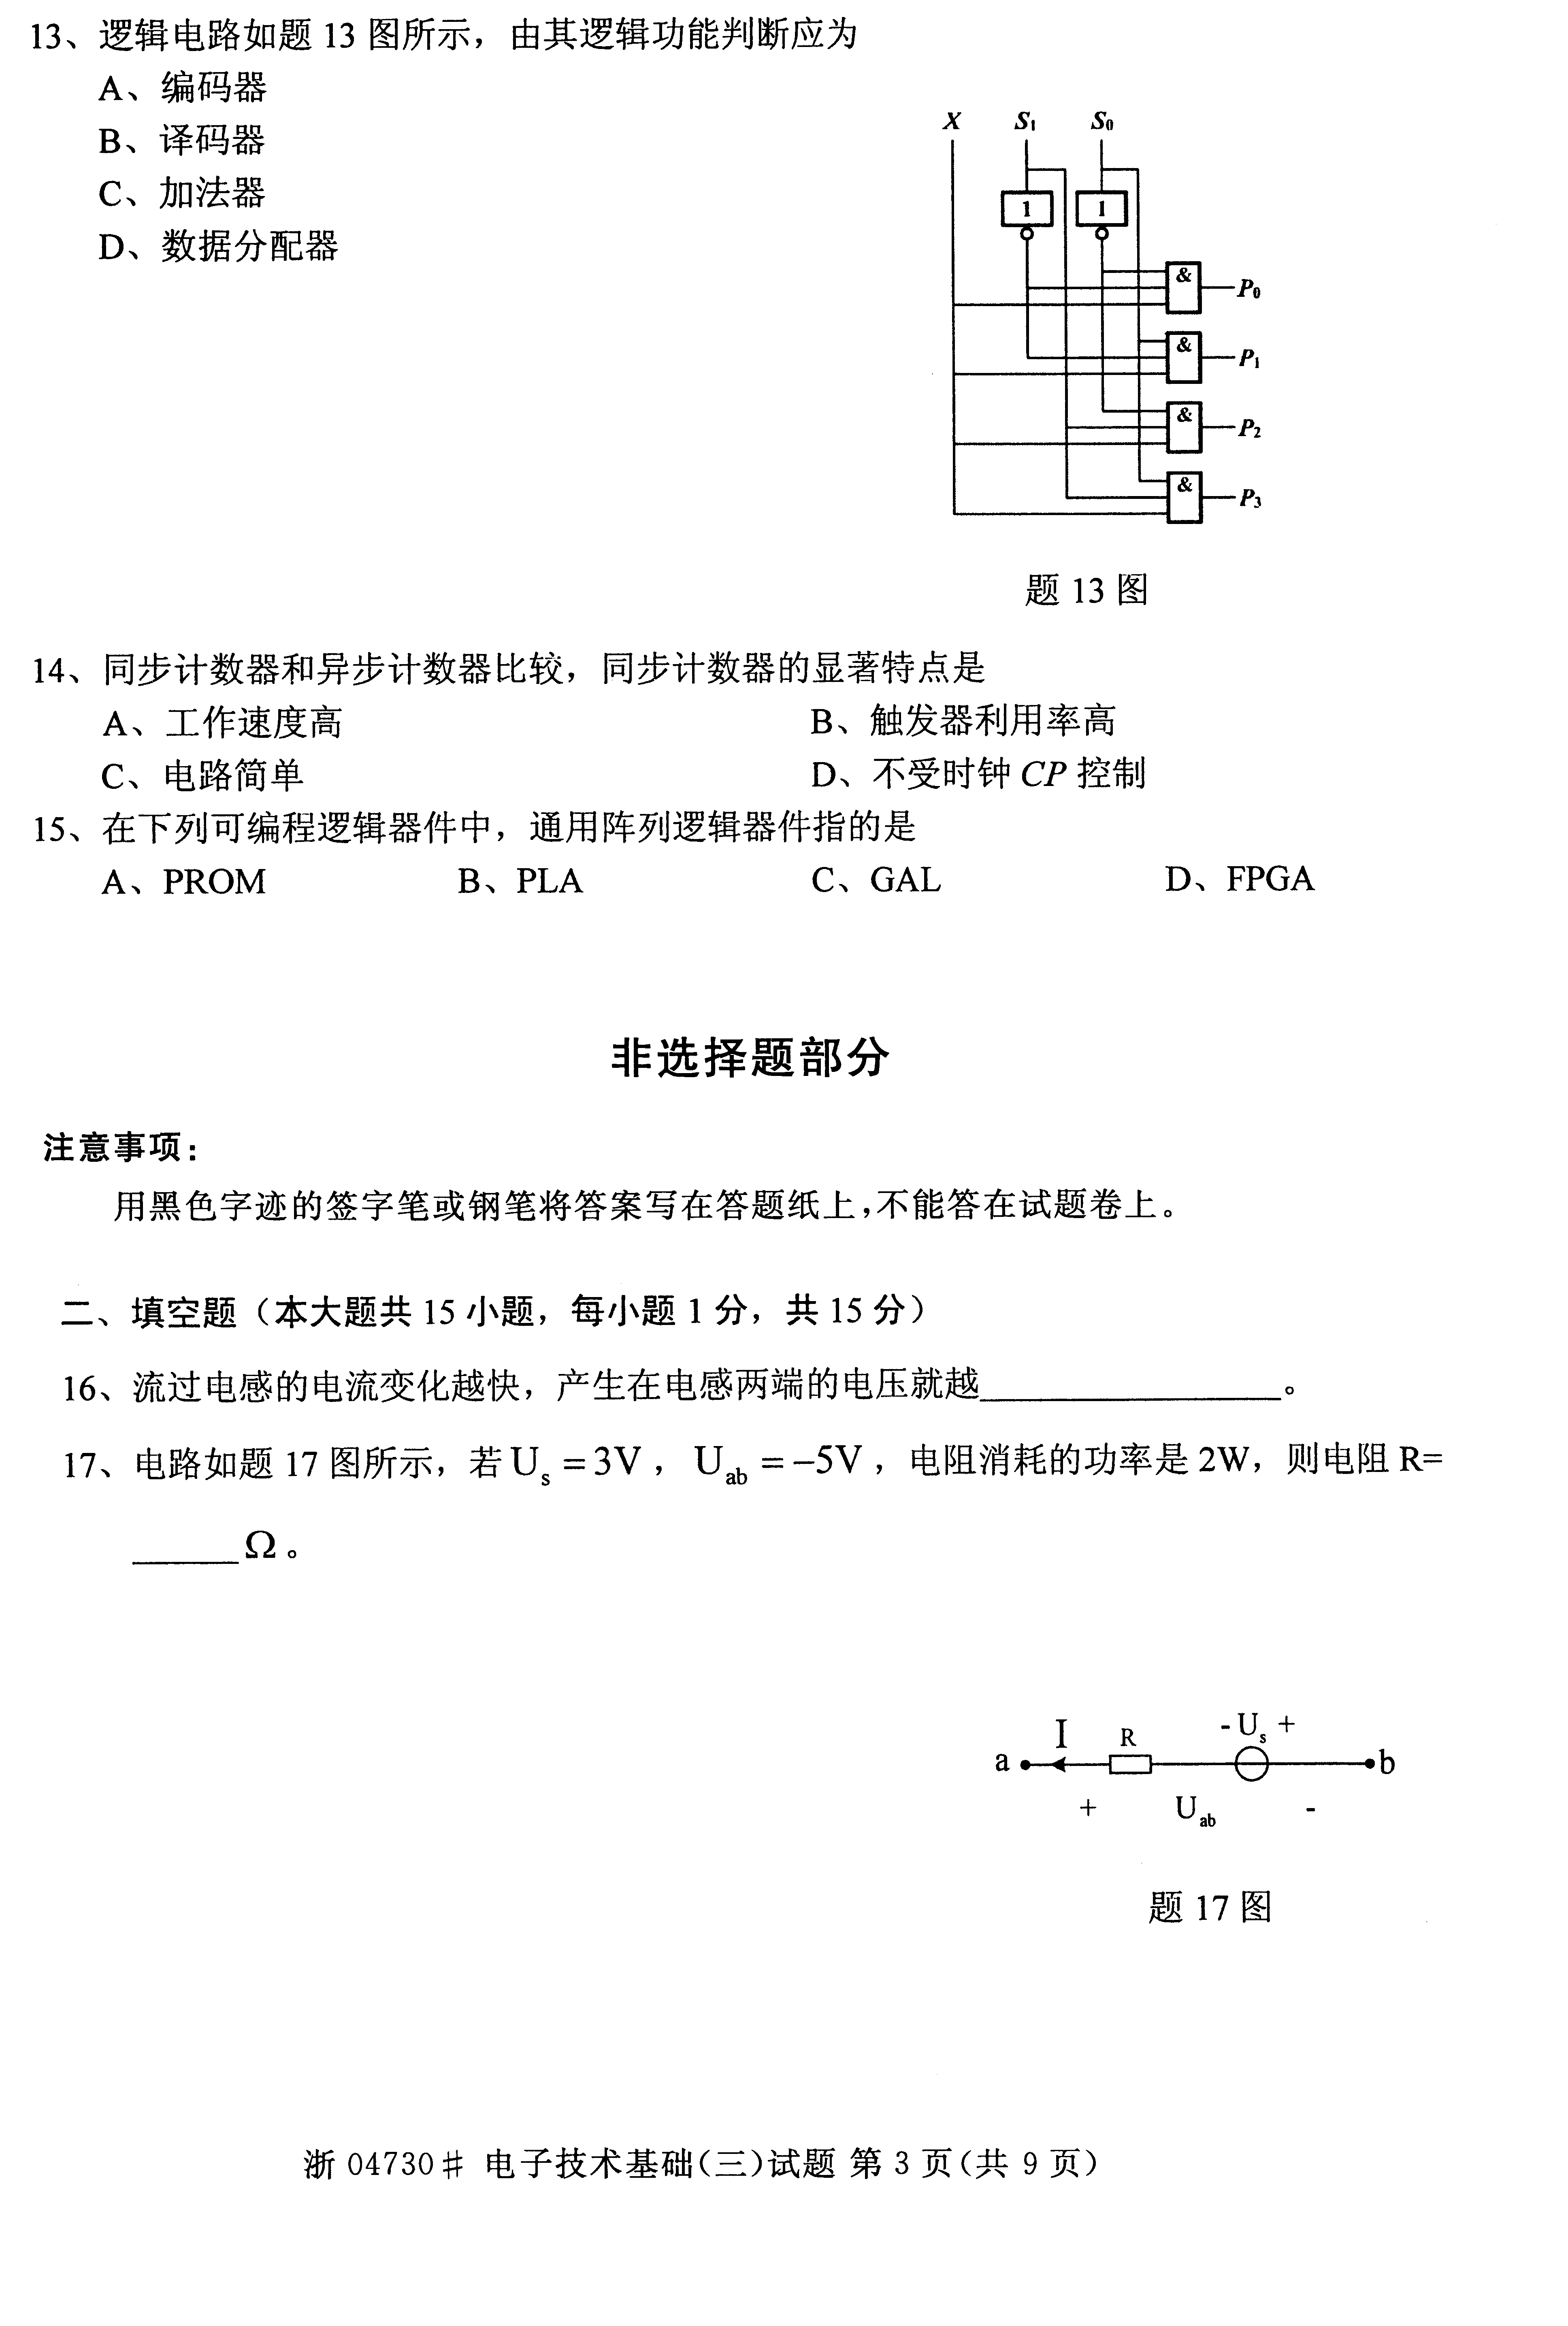 13、逻辑电路如题 13 图所示，由其逻辑功能判断应为
A、编码器
B、译码器
C、加法器
D、数据分配器
X S1 S0
1 1
& P0
& P1
& P2
& P3
题 13 图
14、同步计数器和异步计数器比较，同步计数器的显著特点是
A、工作速度高 B、触发器利用率高
C、电路简单 D、不受时钟 CP 控制
15、在下列可编程逻辑器件中，通用阵列逻辑器件指的是
A、PROM B、PLA C、GAL D、FPGA
非选择题部分
注意事项：
用黑色字迹的签字笔或钢笔将答案写在答题纸上，不能答在试题卷上。
二、填空题（本大题共 15 小题，每小题 1 分，共 15 分）
16、流过电感的电流变化越快，产生在电感两端的电压就越________________。
17、电路如题 17 图所示，若 Us = 3V， Uab = –5V，电阻消耗的功率是 2W，则电阻 R=
______Ω。
I R - Us +
a b
+ Uab -
题 17 图
浙 04730# 电子技术基础(三)试题 第 3 页(共 9 页)